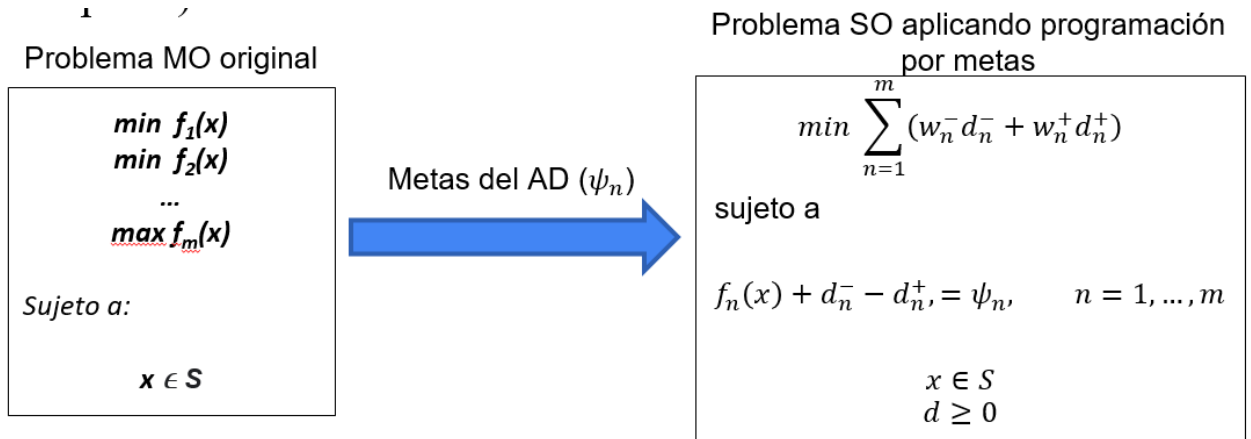 Problema MO original
min f₁(x)
min f₂(x)
...
max fₘ(x)
Sujeto a:
x ϵ S
Metas del AD (ψₙ)
Problema SO aplicando programación
por metas
min ∑_{n=1}^{m} (w_n^- d_n^- + w_n^+ d_n^+)
sujeto a
f_n(x) + d_n^- − d_n^+, = ψ_n, n = 1, … , m
x ∈ S
d ≥ 0